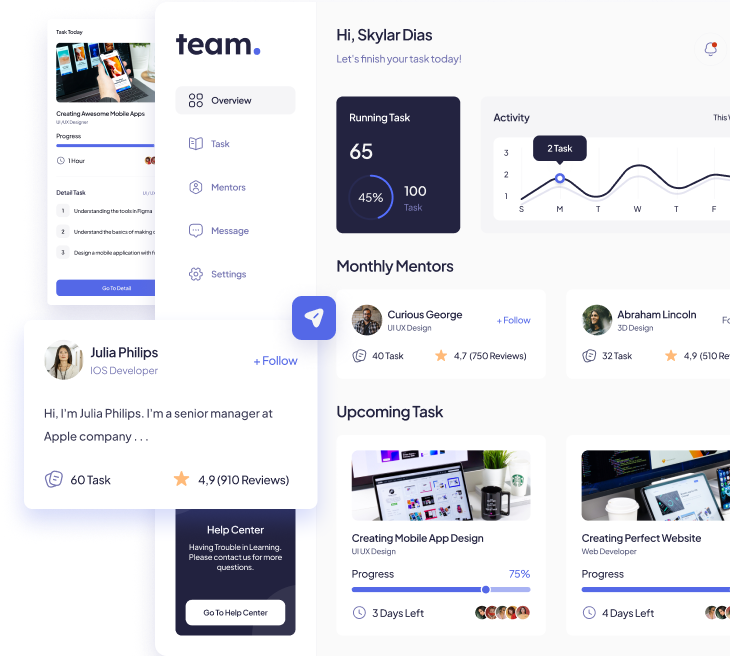 Task Today
Creating Awesome Mobile Apps
UI/UX Designer
Progress
1 Hour
Detail Task
1 Understanding the tools in Figma
2 Understand the basics of making
3 Design a mobile application with
Go To Detail
team.
Overview
Task
Mentors
Message
Settings
Julia Philips
IOS Developer
+ Follow
Hi, I'm Julia Philips. I'm a senior manager at
Apple company . . .
60 Task
4,9 (910 Reviews)
Help Center
Having Trouble in Learning.
Please contact us for more
questions.
Go To Help Center
Hi, Skylar Dias
Let's finish your task today!
Running Task
65
45%
100
Task
Activity
This
2 Task
3
2
1
S M T W T F
Monthly Mentors
Curious George
UI UX Design
+ Follow
40 Task
4,7 (750 Reviews)
Abraham Lincoln
3D Design
32 Task
4,9 (510
Upcoming Task
Creating Mobile App Design
UI UX Design
Progress 75%
3 Days Left
Creating Perfect Website
Web Developer
Progress
4 Days Left